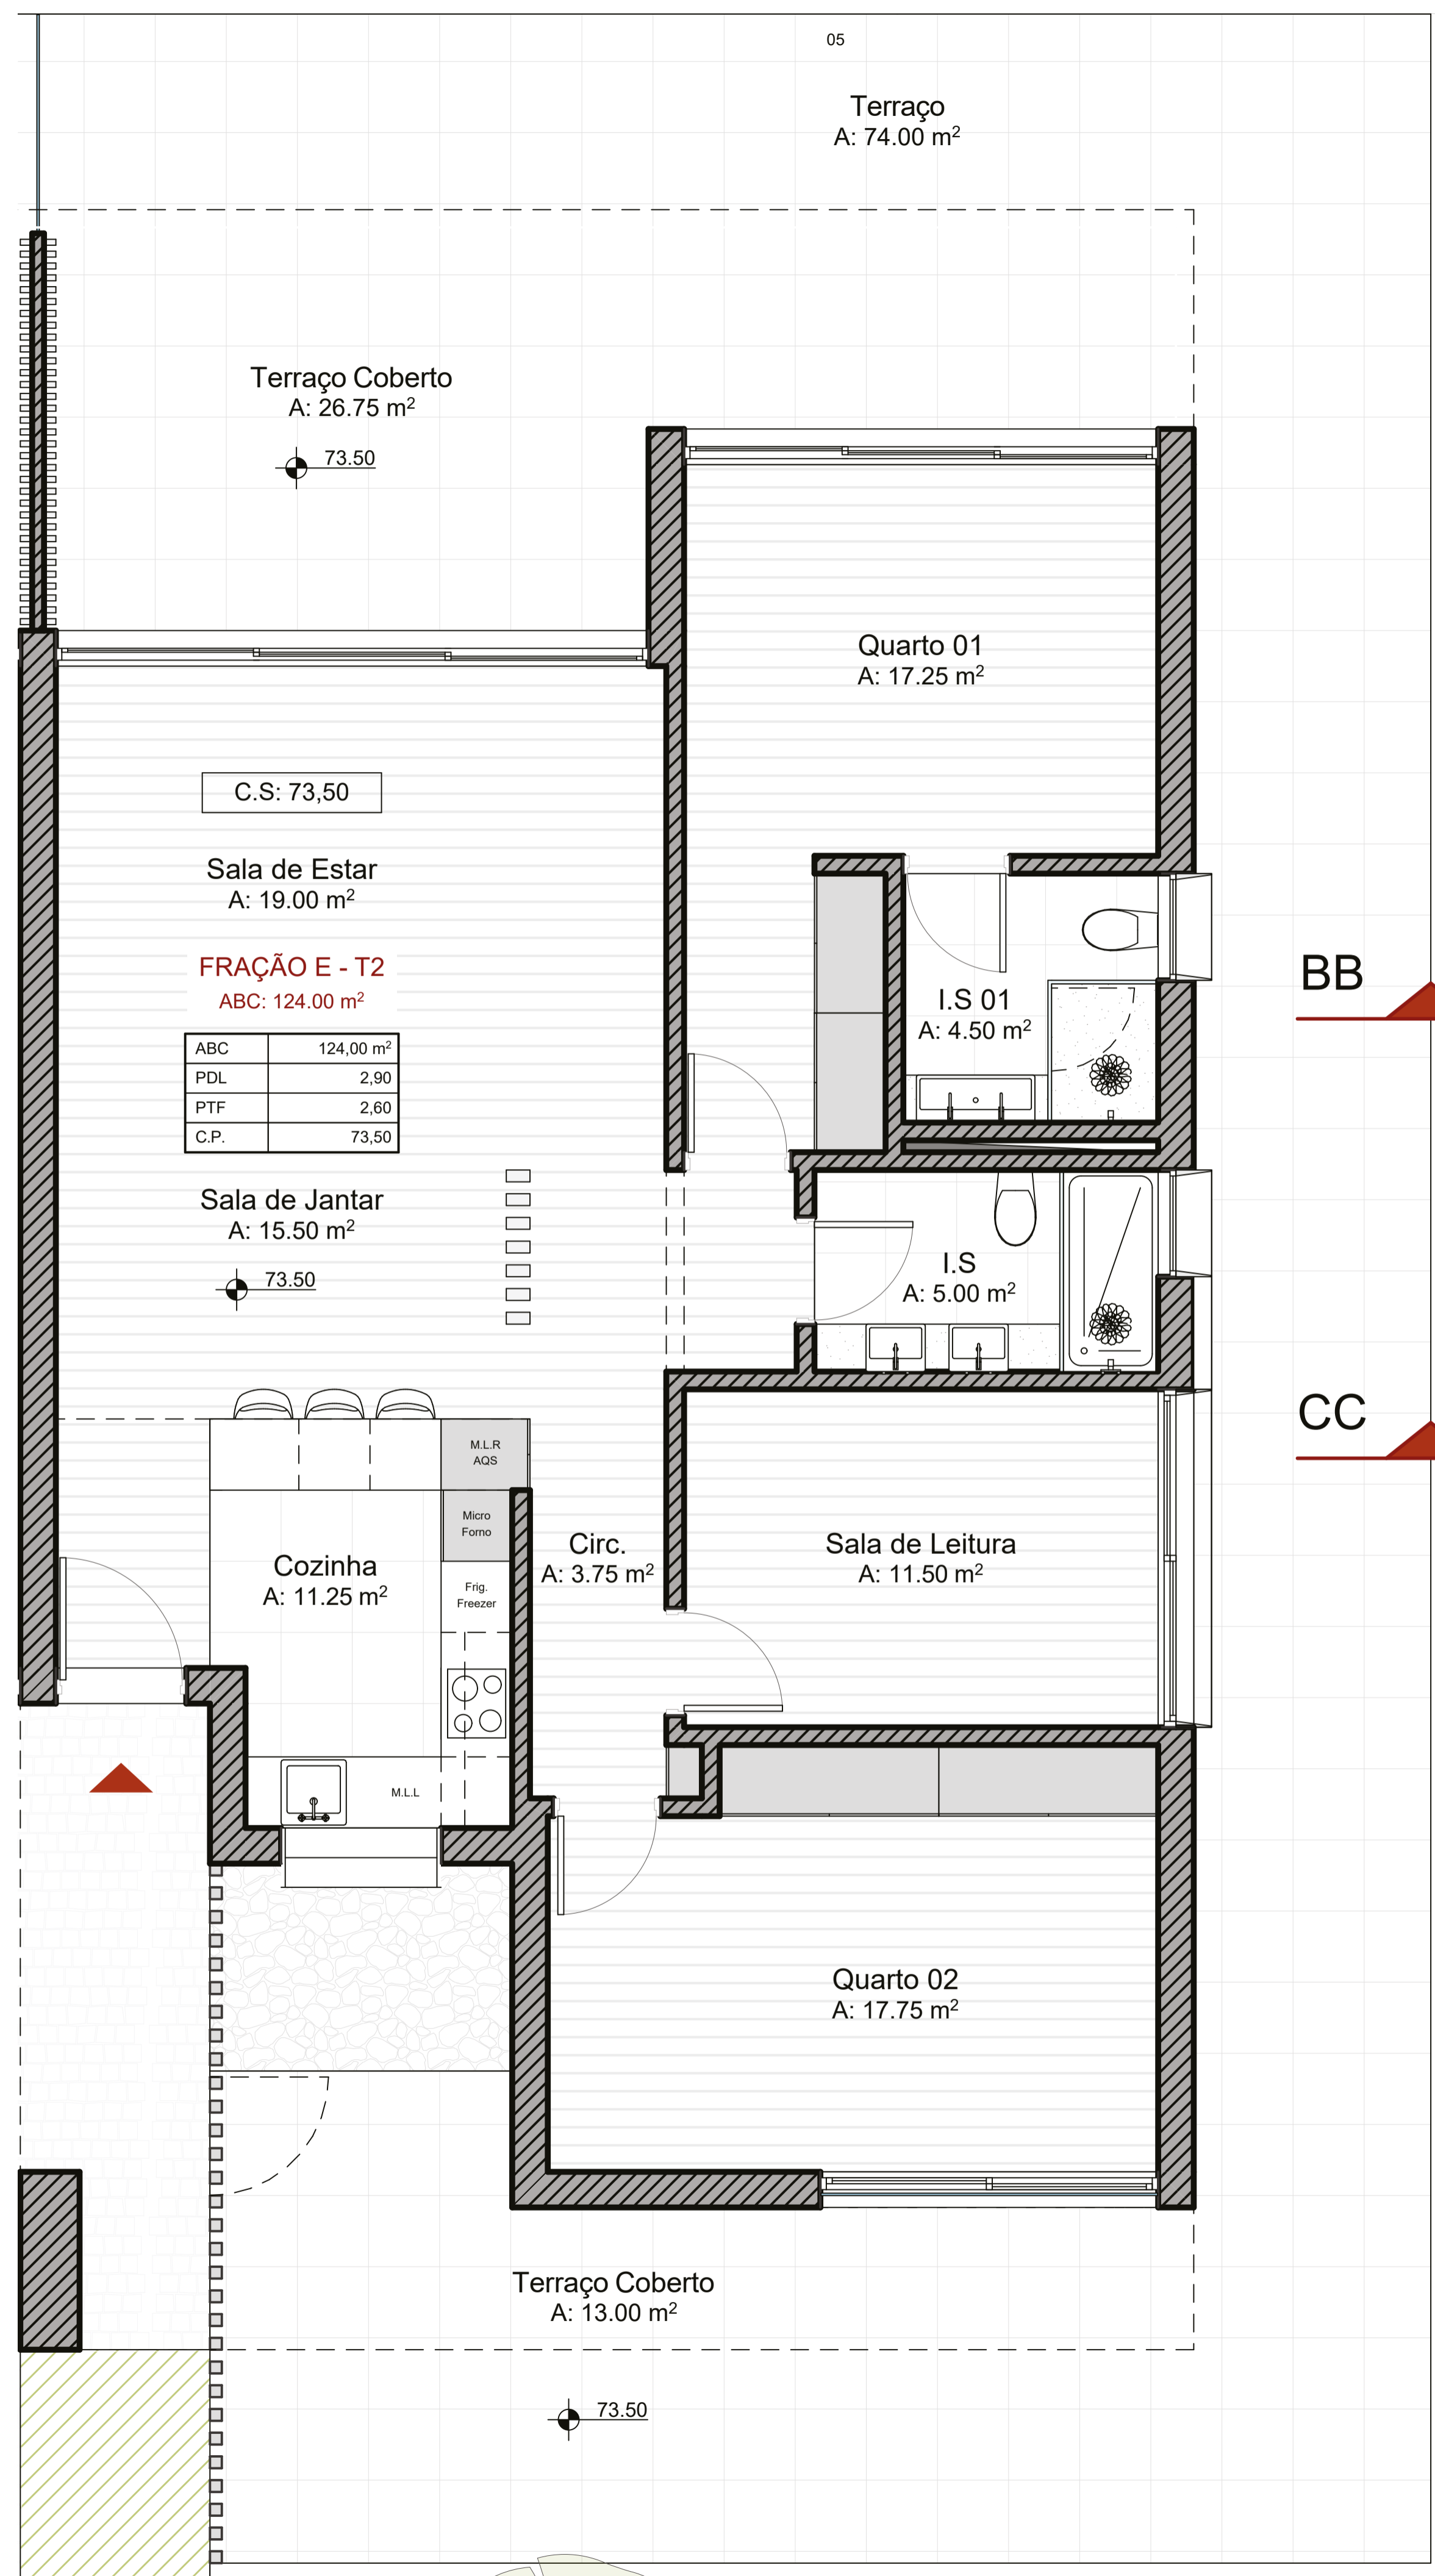 05
Terraço
A: 74.00 m²
Terraço Coberto
A: 26.75 m²
73.50
Quarto 01
A: 17.25 m²
C.S: 73,50
Sala de Estar
A: 19.00 m²
FRAÇÃO E - T2
ABC: 124.00 m²
ABC 124,00 m²
PDL 2,90
PTF 2,60
C.P. 73,50
I.S 01
A: 4.50 m²
BB
Sala de Jantar
A: 15.50 m²
73.50
I.S
A: 5.00 m²
CC
M.L.R
AQS
Micro
Forno
Cozinha
A: 11.25 m²
Frig.
Freezer
Circ.
A: 3.75 m²
Sala de Leitura
A: 11.50 m²
M.L.L
Quarto 02
A: 17.75 m²
Terraço Coberto
A: 13.00 m²
73.50